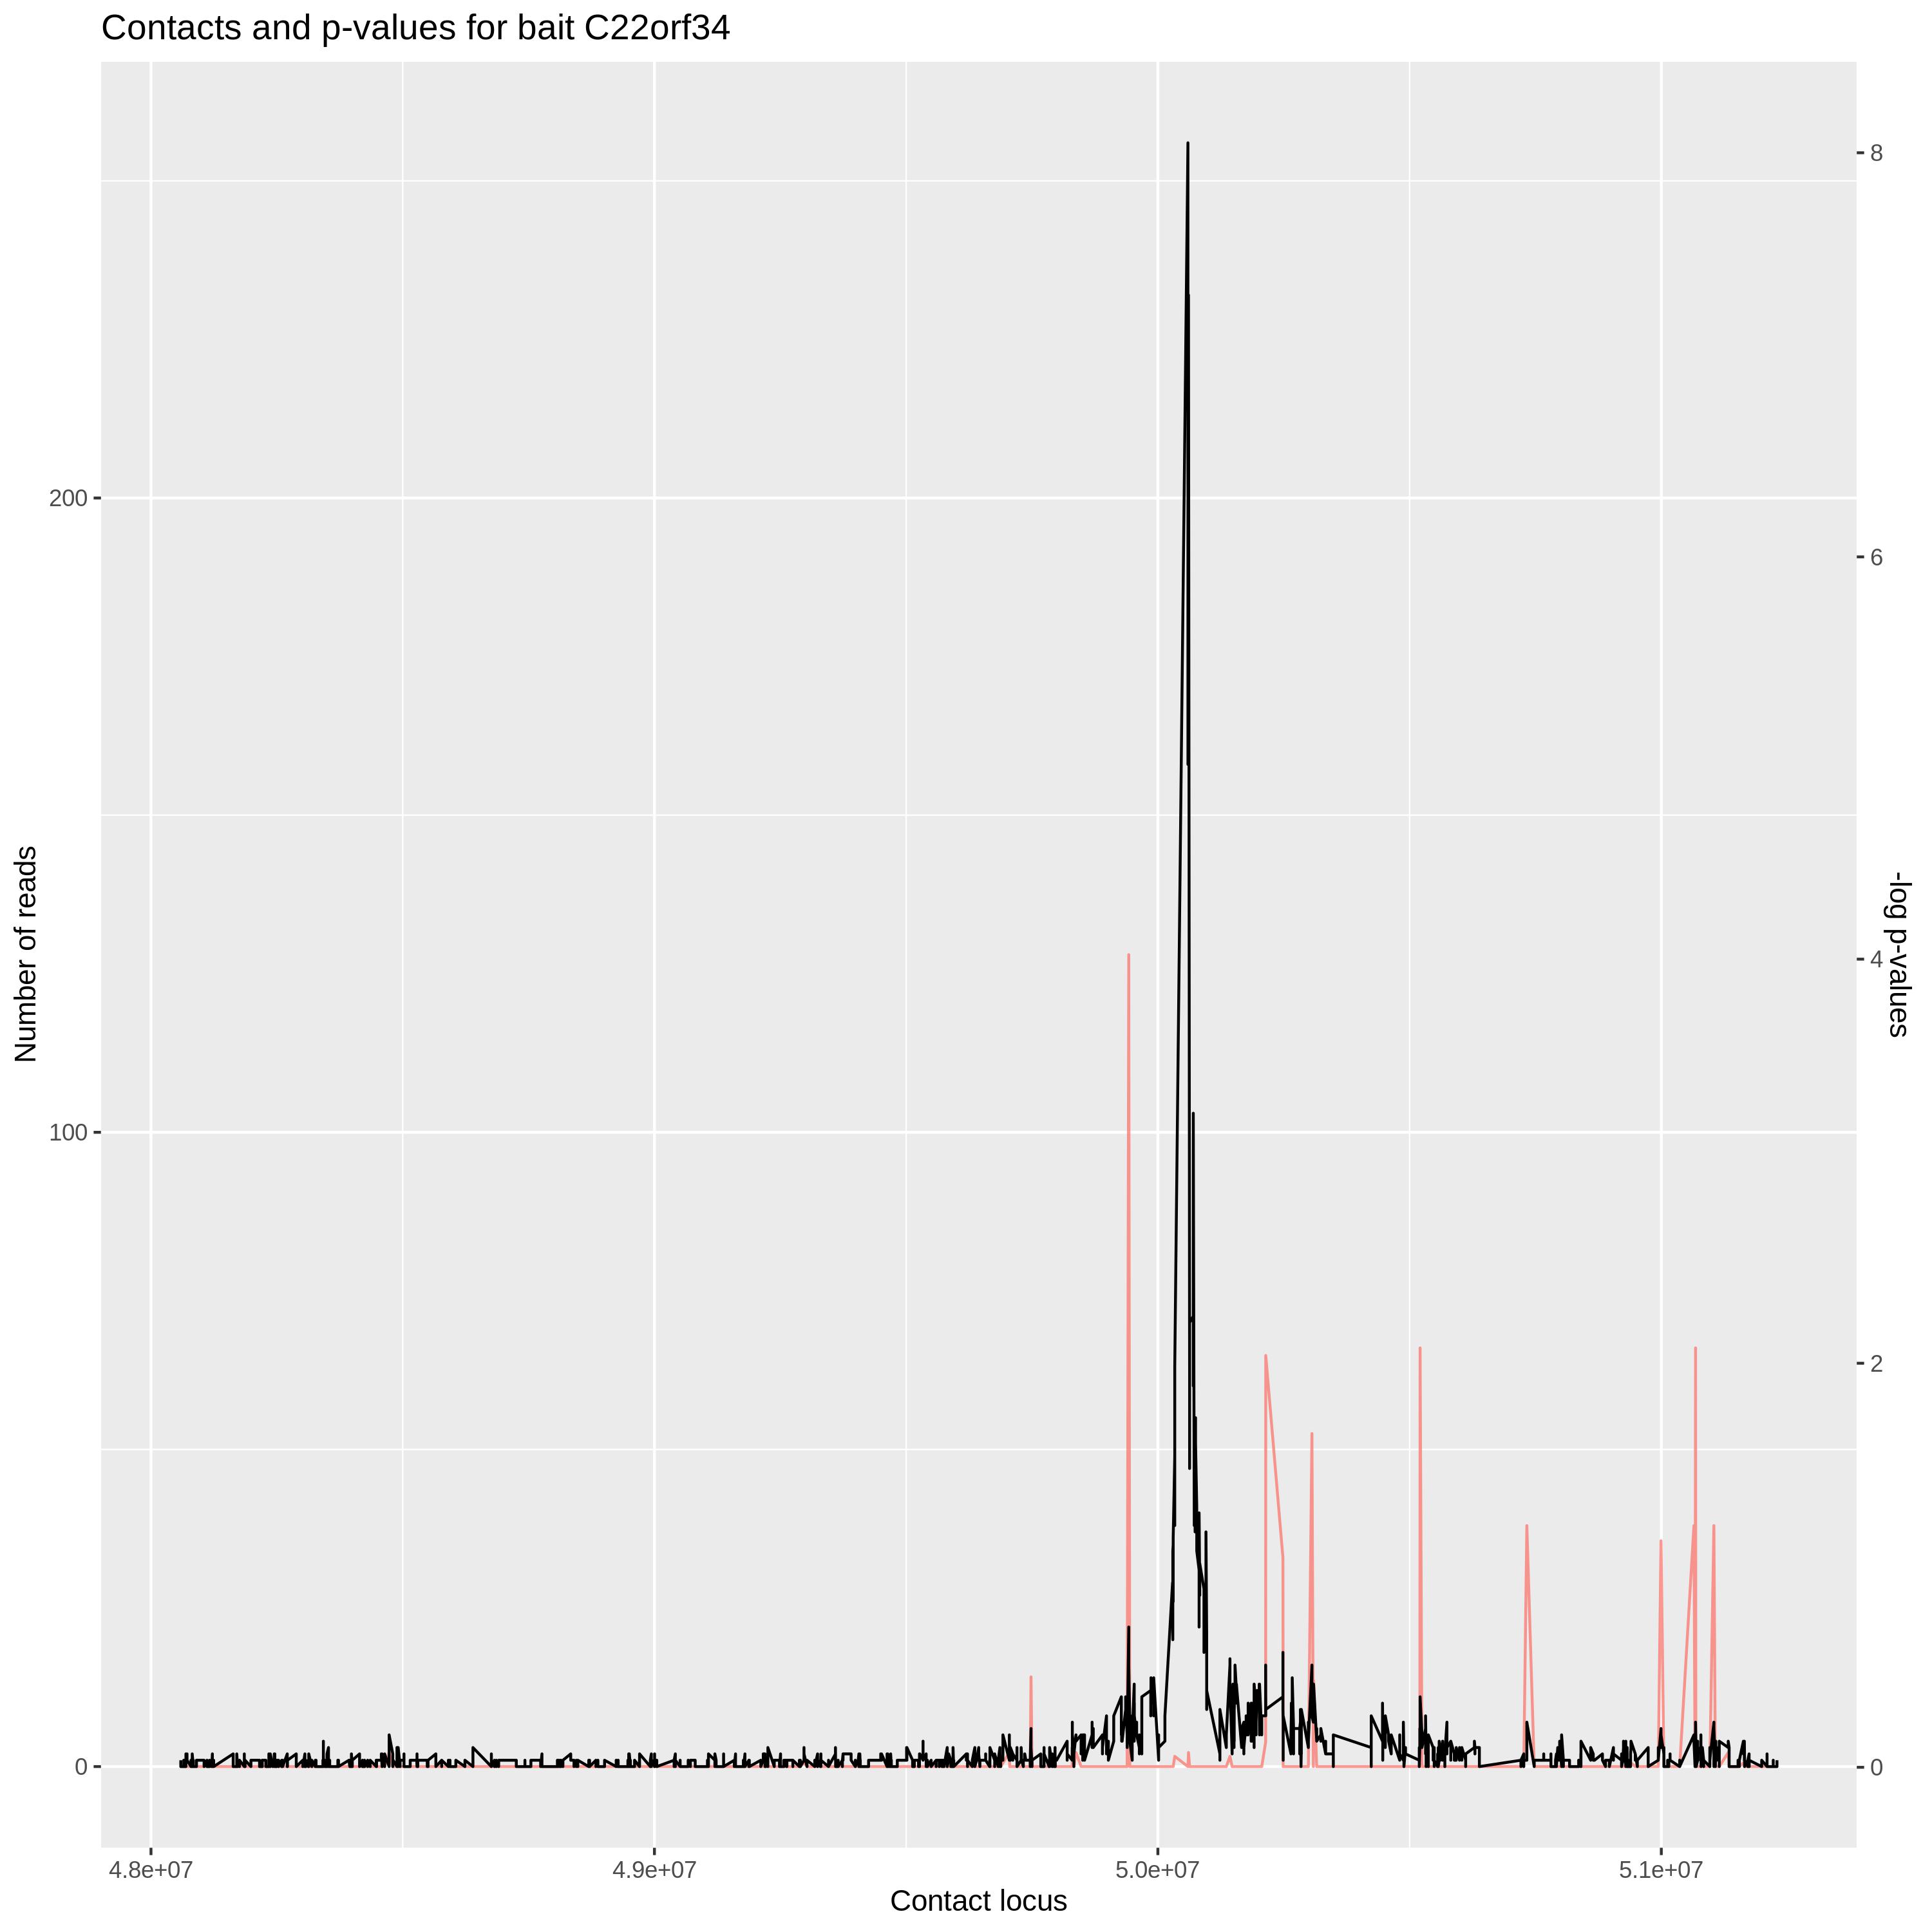 Contacts and p-values for bait C22orf34
Number of reads
200
100
0
8
6
4
2
0
-log p-values
4.8e+07
4.9e+07
5.0e+07
5.1e+07
Contact locus